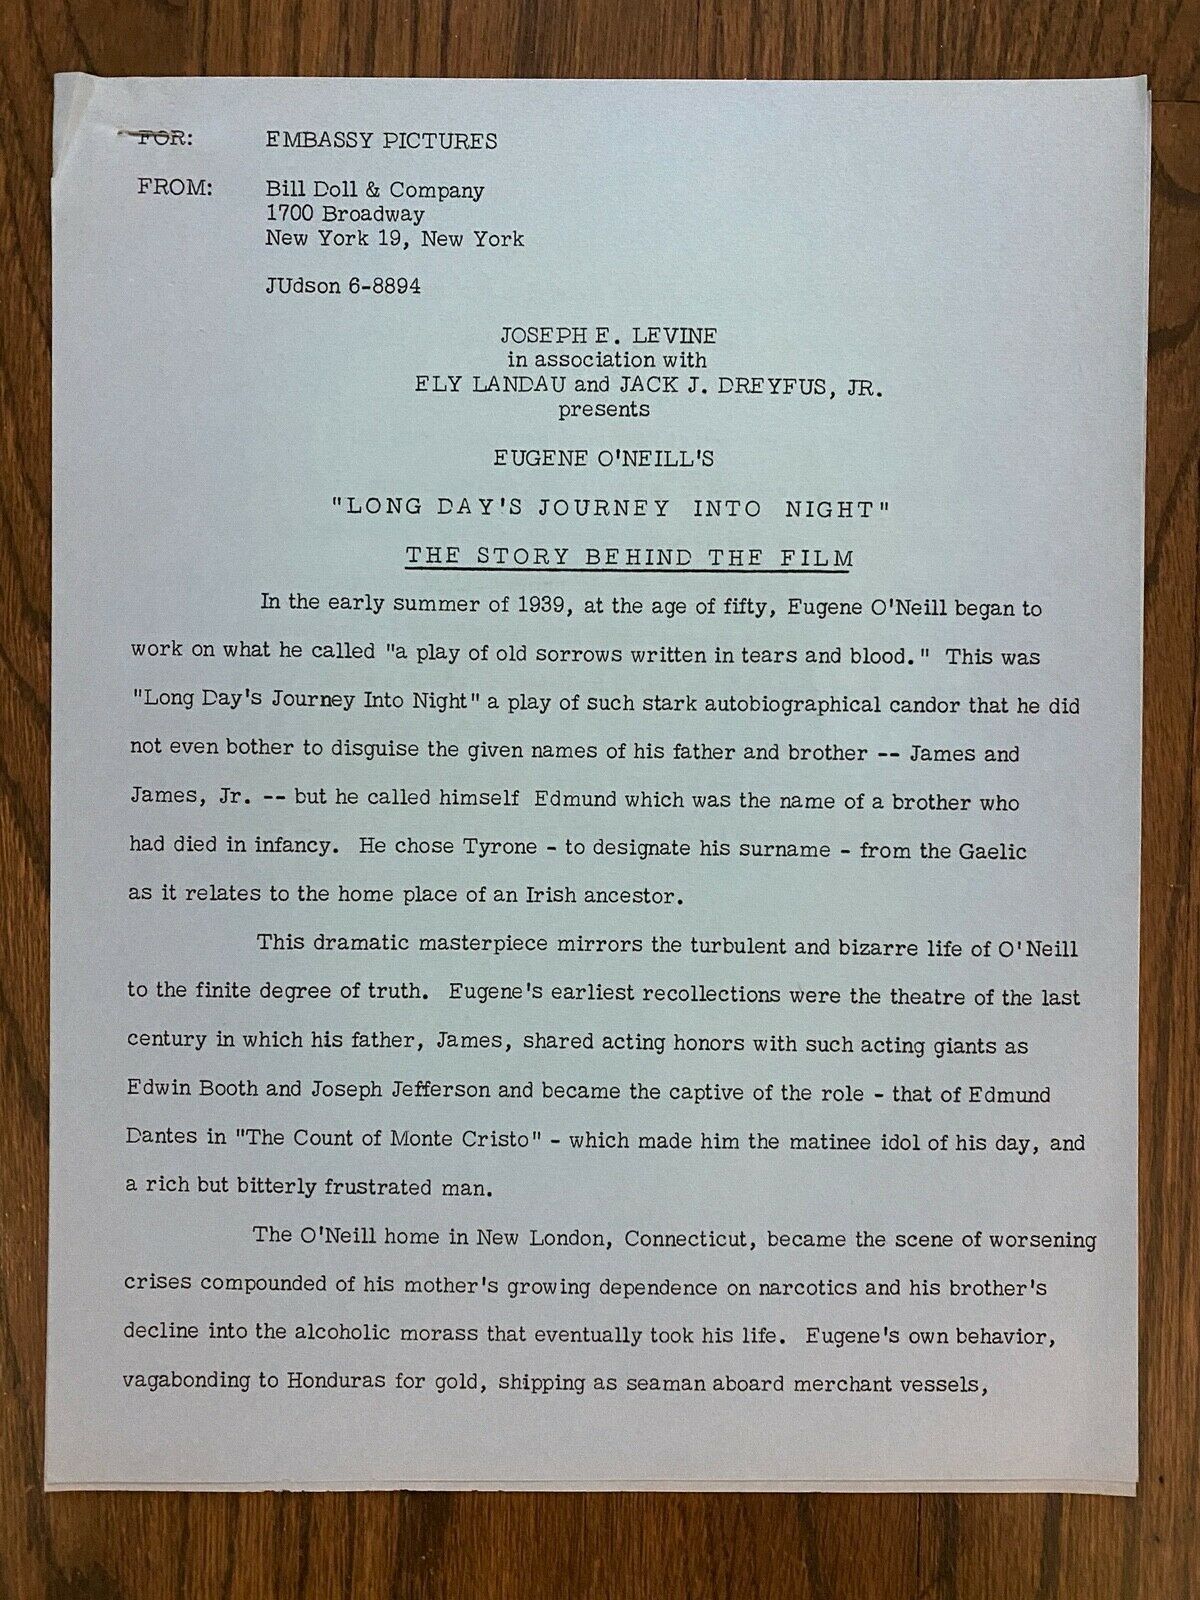 FOR: EMBASSY PICTURES
FROM: Bill Doll & Company
1700 Broadway
New York 19, New York
JUdson 6-8894
JOSEPH E. LEVINE
in association with
ELY LANDAU and JACK J. DREYFUS, JR.
presents
EUGENE O'NEILL'S
"LONG DAY'S JOURNEY INTO NIGHT"
THE STORY BEHIND THE FILM
In the early summer of 1939, at the age of fifty, Eugene O'Neill began to
work on what he called "a play of old sorrows written in tears and blood." This was
"Long Day's Journey Into Night" a play of such stark autobiographical candor that he did
not even bother to disguise the given names of his father and brother -- James and
James, Jr. -- but he called himself Edmund which was the name of a brother who
had died in infancy. He chose Tyrone - to designate his surname - from the Gaelic
as it relates to the home place of an Irish ancestor.
This dramatic masterpiece mirrors the turbulent and bizarre life of O'Neill
to the finite degree of truth. Eugene's earliest recollections were the theatre of the last
century in which his father, James, shared acting honors with such acting giants as
Edwin Booth and Joseph Jefferson and became the captive of the role - that of Edmund
Dantes in "The Count of Monte Cristo" - which made him the matinee idol of his day, and
a rich but bitterly frustrated man.
The O'Neill home in New London, Connecticut, became the scene of worsening
crises compounded of his mother's growing dependence on narcotics and his brother's
decline into the alcoholic morass that eventually took his life. Eugene's own behavior,
vagabonding to Honduras for gold, shipping as seaman aboard merchant vessels,